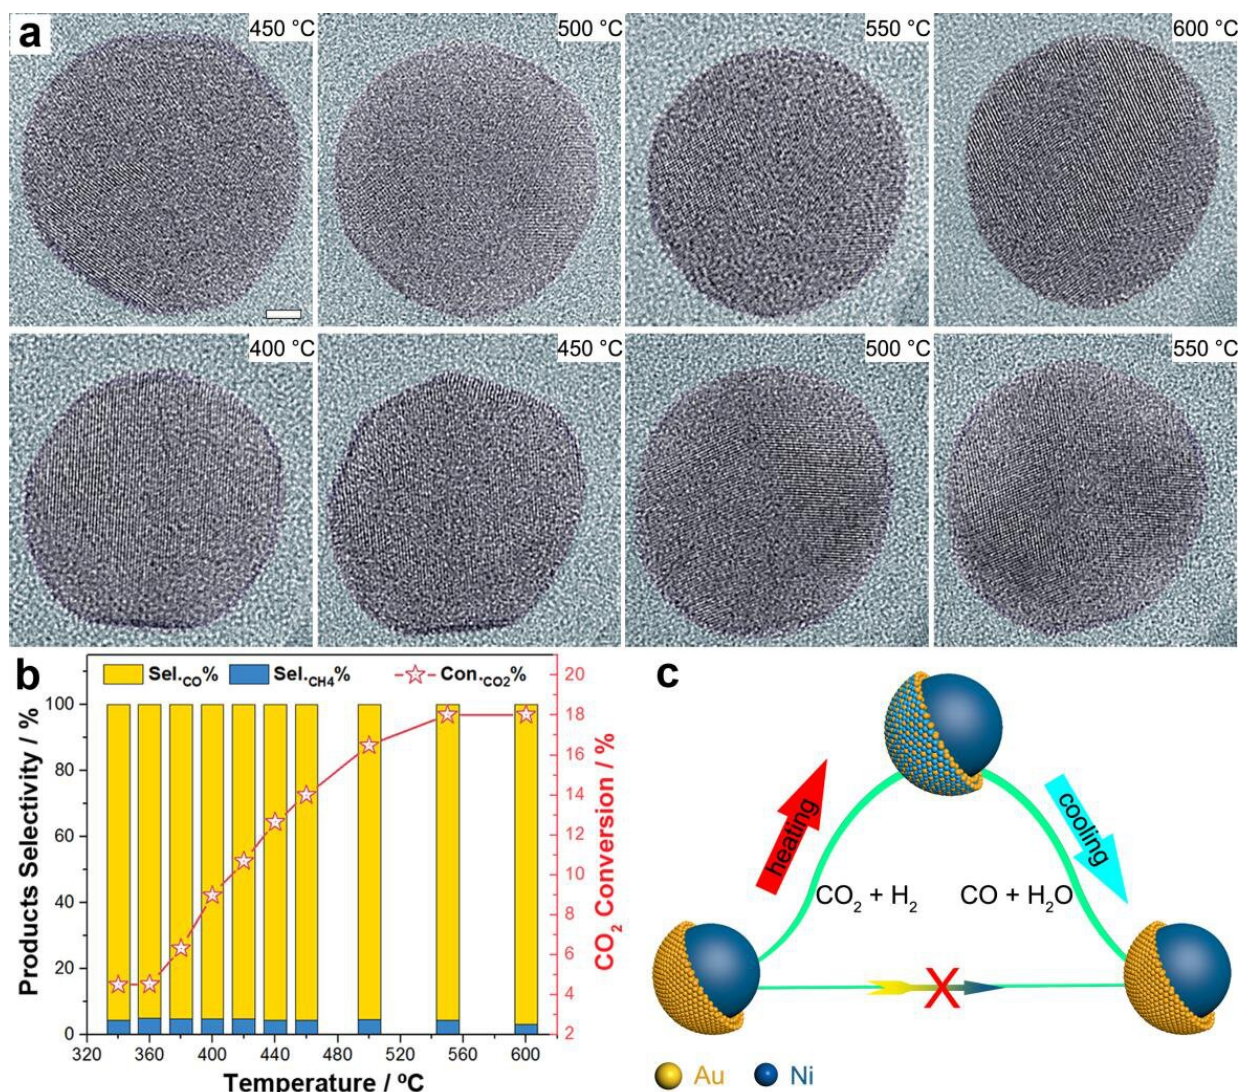 a
450 °C
500 °C
550 °C
600 °C
400 °C
450 °C
500 °C
550 °C
b
Sel.CO% Sel.CH4% Con.CO2%
Products Selectivity / %
100
80
60
40
20
0
320 360 400 440 480 520 560 600
Temperature / ºC
20
18
16
14
12
10
8
6
4
2
CO2 Conversion / %
c
heating
cooling
CO2 + H2
CO + H2O
X
Au
Ni